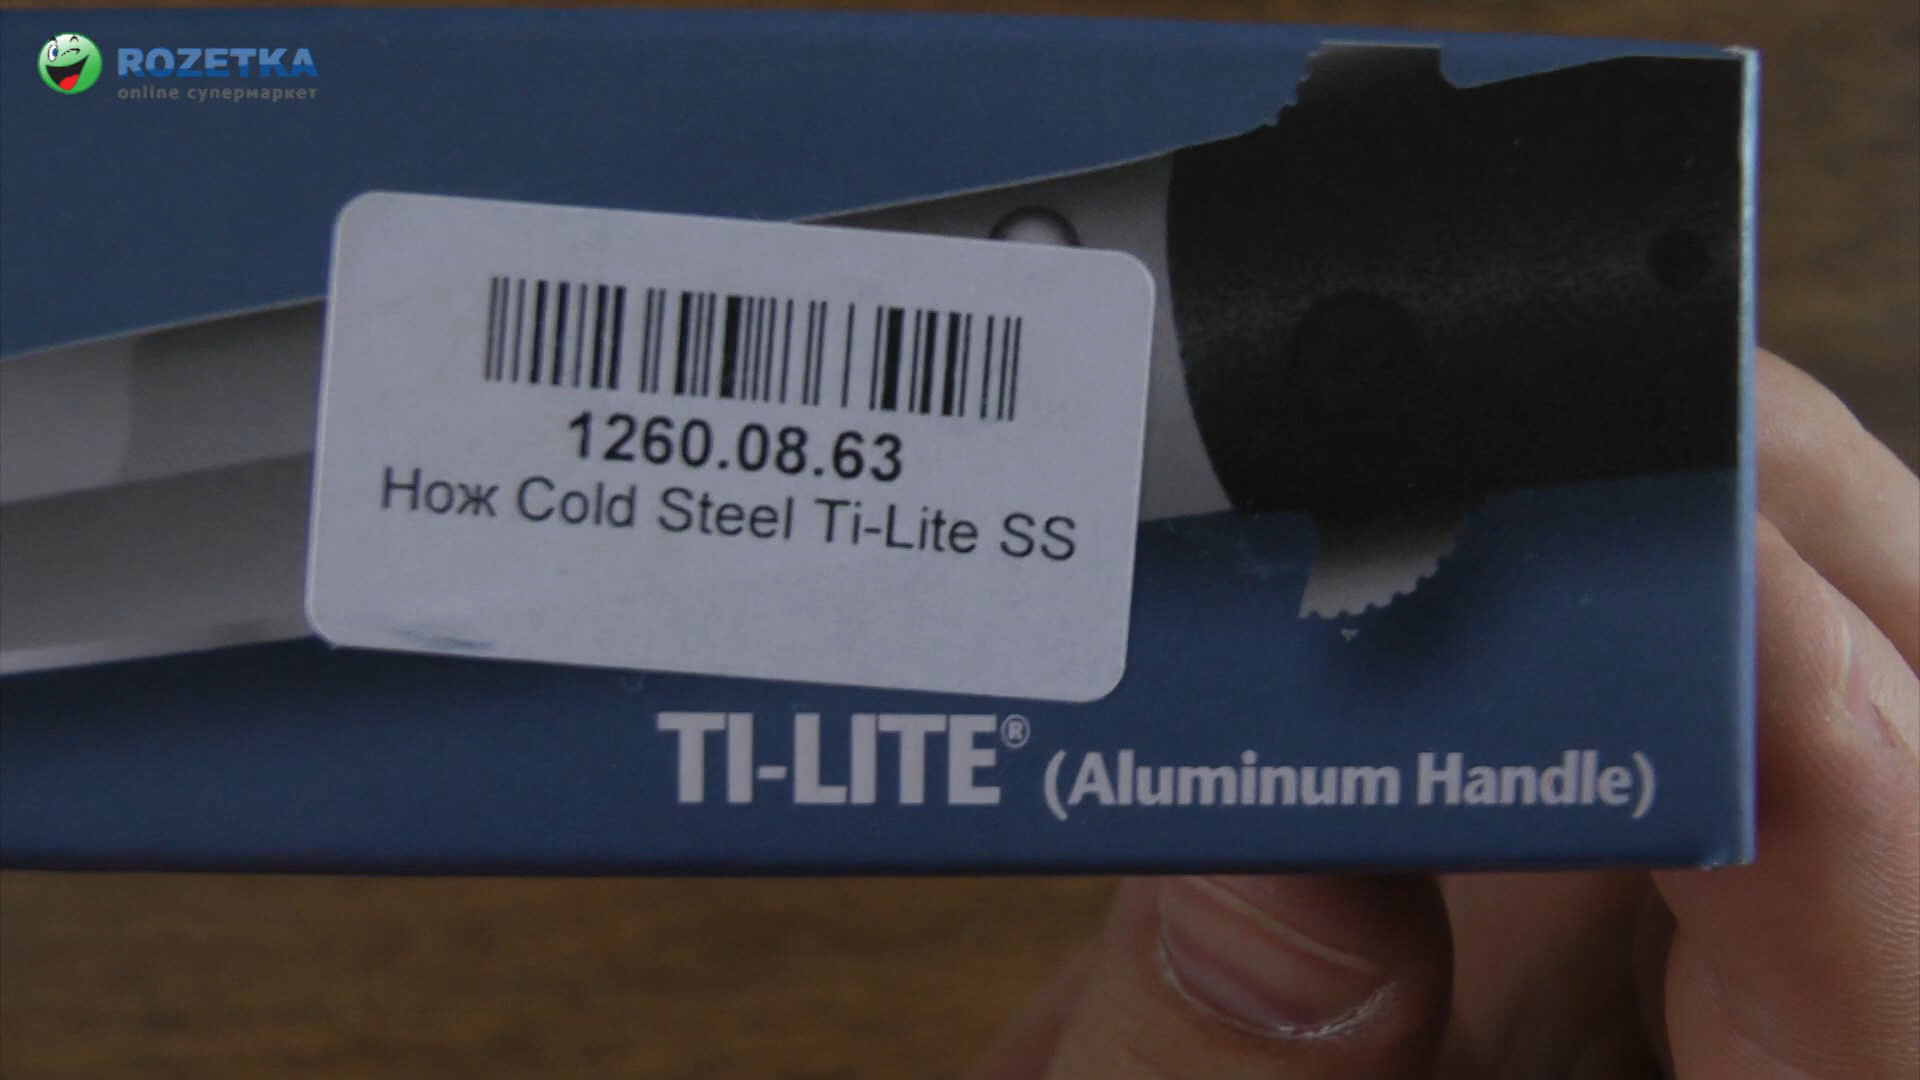 ROZETKA
online супермаркет
1260.08.63
Нож Cold Steel Ti-Lite SS
TI-LITE® (Aluminum Handle)